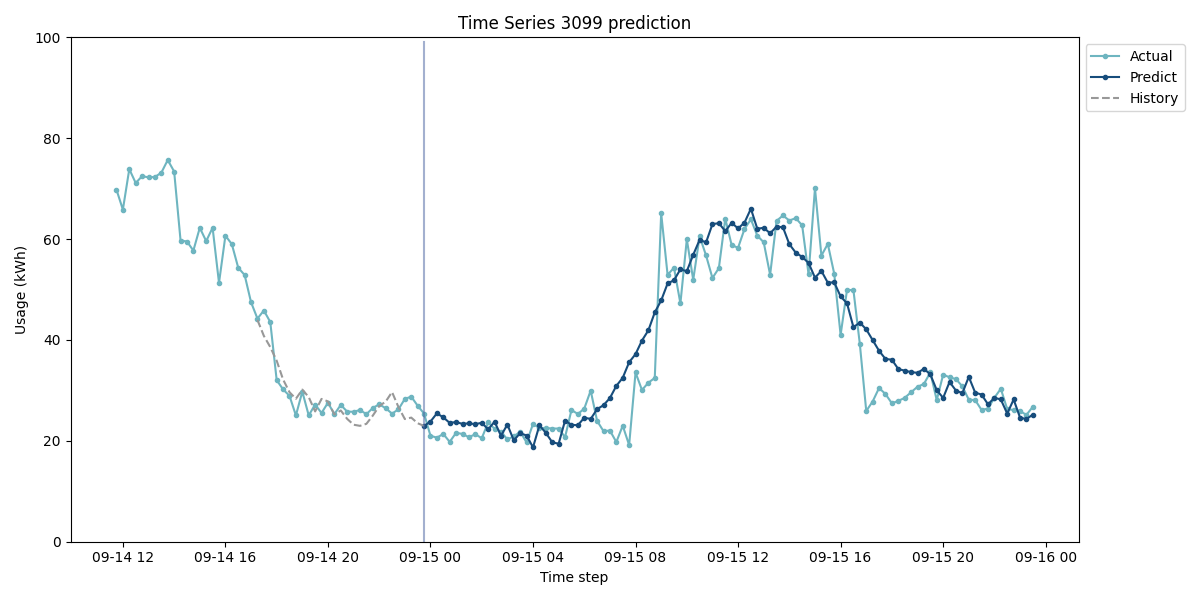 Time Series 3099 prediction
100
80
60
40
20
0
Usage (kWh)
09-14 12
09-14 16
09-14 20
09-15 00
09-15 04
09-15 08
09-15 12
09-15 16
09-15 20
09-16 00
Time step
Actual
Predict
History